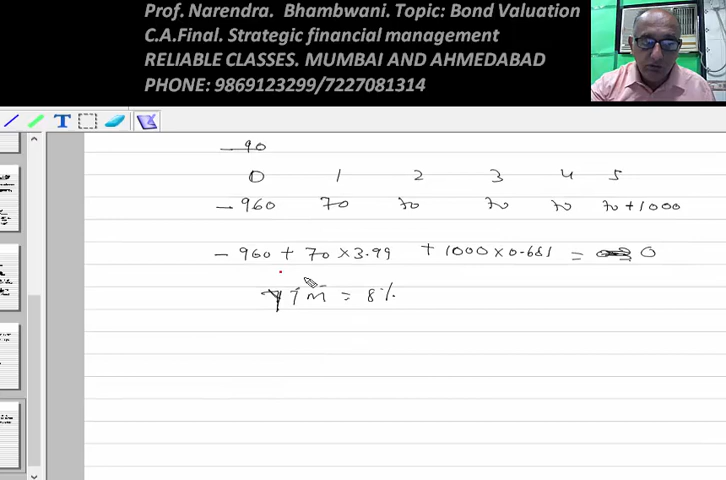 Prof. Narendra. Bhambwani. Topic: Bond Valuation
C.A.Final. Strategic financial management
RELIABLE CLASSES. MUMBAI AND AHMEDABAD
PHONE: 9869123299/7227081314
T
0 1 2 3 4 5
- 960 70 70 70 70 70 + 1000
- 960 + 70 × 3.99 + 1000 × 0.681 = 0
YTM = 8%